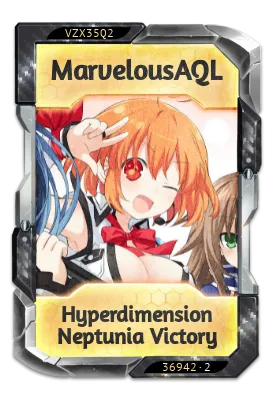 VZX35Q2
MarvelousAQL
Hyperdimension
Neptunia Victory
36942-2